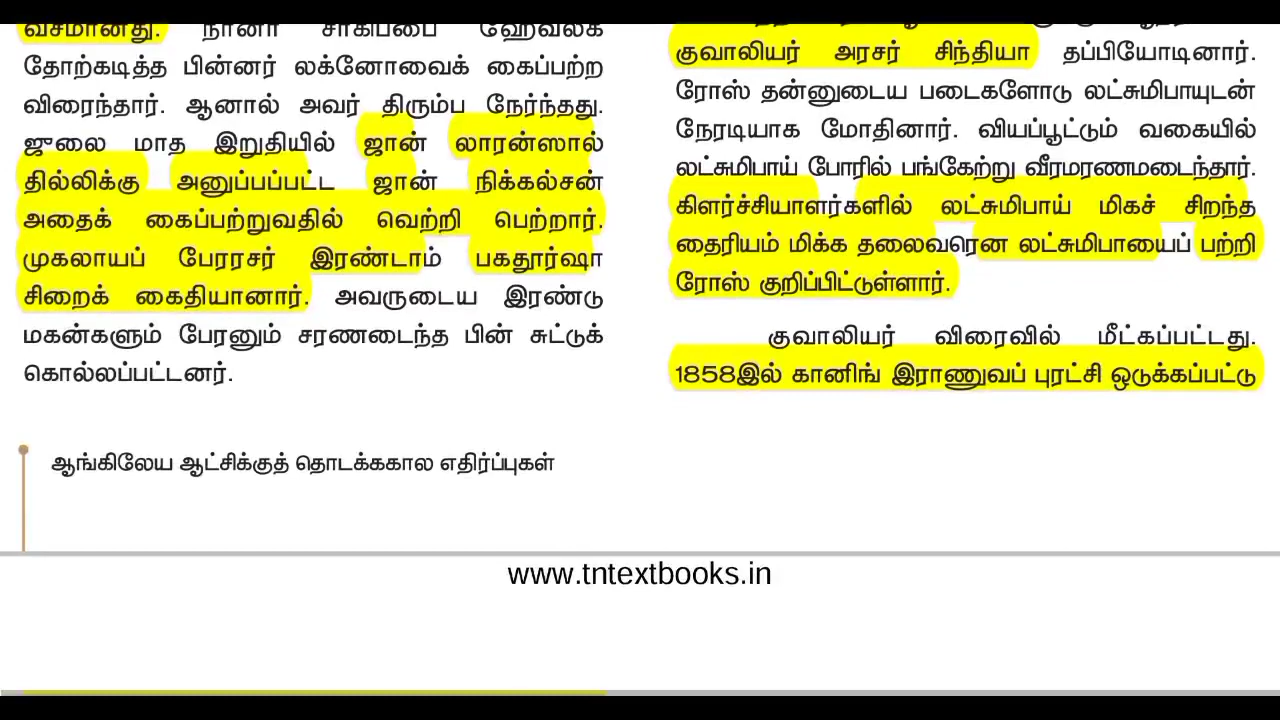 வசமானது. நானா சாகிப்பை ஹேவ்லக்
தோற்கடித்த பின்னர் லக்னோவைக் கைப்பற்ற
விரைந்தார். ஆனால் அவர் திரும்ப நேர்ந்தது.
ஜுலை மாத இறுதியில் ஜான் லாரன்ஸால்
தில்லிக்கு அனுப்பப்பட்ட ஜான் நிக்கல்சன்
அதைக் கைப்பற்றுவதில் வெற்றி பெற்றார்.
முகலாயப் பேரரசர் இரண்டாம் பகதூர்ஷா
சிறைக் கைதியானார். அவருடைய இரண்டு
மகன்களும் பேரனும் சரணடைந்த பின் சுட்டுக்
கொல்லப்பட்டனர்.
குவாலியர் அரசர் சிந்தியா தப்பியோடினார்.
ரோஸ் தன்னுடைய படைகளோடு லட்சுமிபாயுடன்
நேரடியாக மோதினார். வியப்பூட்டும் வகையில்
லட்சுமிபாய் போரில் பங்கேற்று வீரமரணமடைந்தார்.
கிளர்ச்சியாளர்களில் லட்சுமிபாய் மிகச் சிறந்த
தைரியம் மிக்க தலைவரென லட்சுமிபாயைப் பற்றி
ரோஸ் குறிப்பிட்டுள்ளார்.
குவாலியர் விரைவில் மீட்கப்பட்டது.
1858இல் கானிங் இராணுவப் புரட்சி ஒடுக்கப்பட்டு
ஆங்கிலேய ஆட்சிக்குத் தொடக்ககால எதிர்ப்புகள்
www.tntextbooks.in